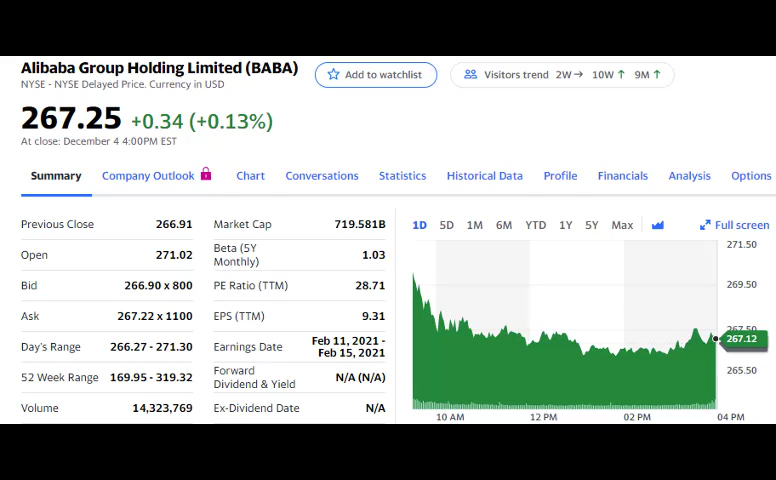 Alibaba Group Holding Limited (BABA)
NYSE - NYSE Delayed Price. Currency in USD
Add to watchlist
Visitors trend 2W→ 10W↑ 9M↑
267.25 +0.34 (+0.13%)
At close: December 4 4:00PM EST
Summary Company Outlook Chart Conversations Statistics Historical Data Profile Financials Analysis Options
Previous Close 266.91
Open 271.02
Bid 266.90 x 800
Ask 267.22 x 1100
Day's Range 266.27 - 271.30
52 Week Range 169.95 - 319.32
Volume 14,323,769
Market Cap 719.581B
Beta (5Y
Monthly) 1.03
PE Ratio (TTM) 28.71
EPS (TTM) 9.31
Earnings Date Feb 11, 2021 -
Feb 15, 2021
Forward
Dividend & Yield N/A (N/A)
Ex-Dividend Date N/A
1D 5D 1M 6M YTD 1Y 5Y Max Full screen
271.50
269.50
267.50
267.12
265.50
10 AM 12 PM 02 PM 04 PM